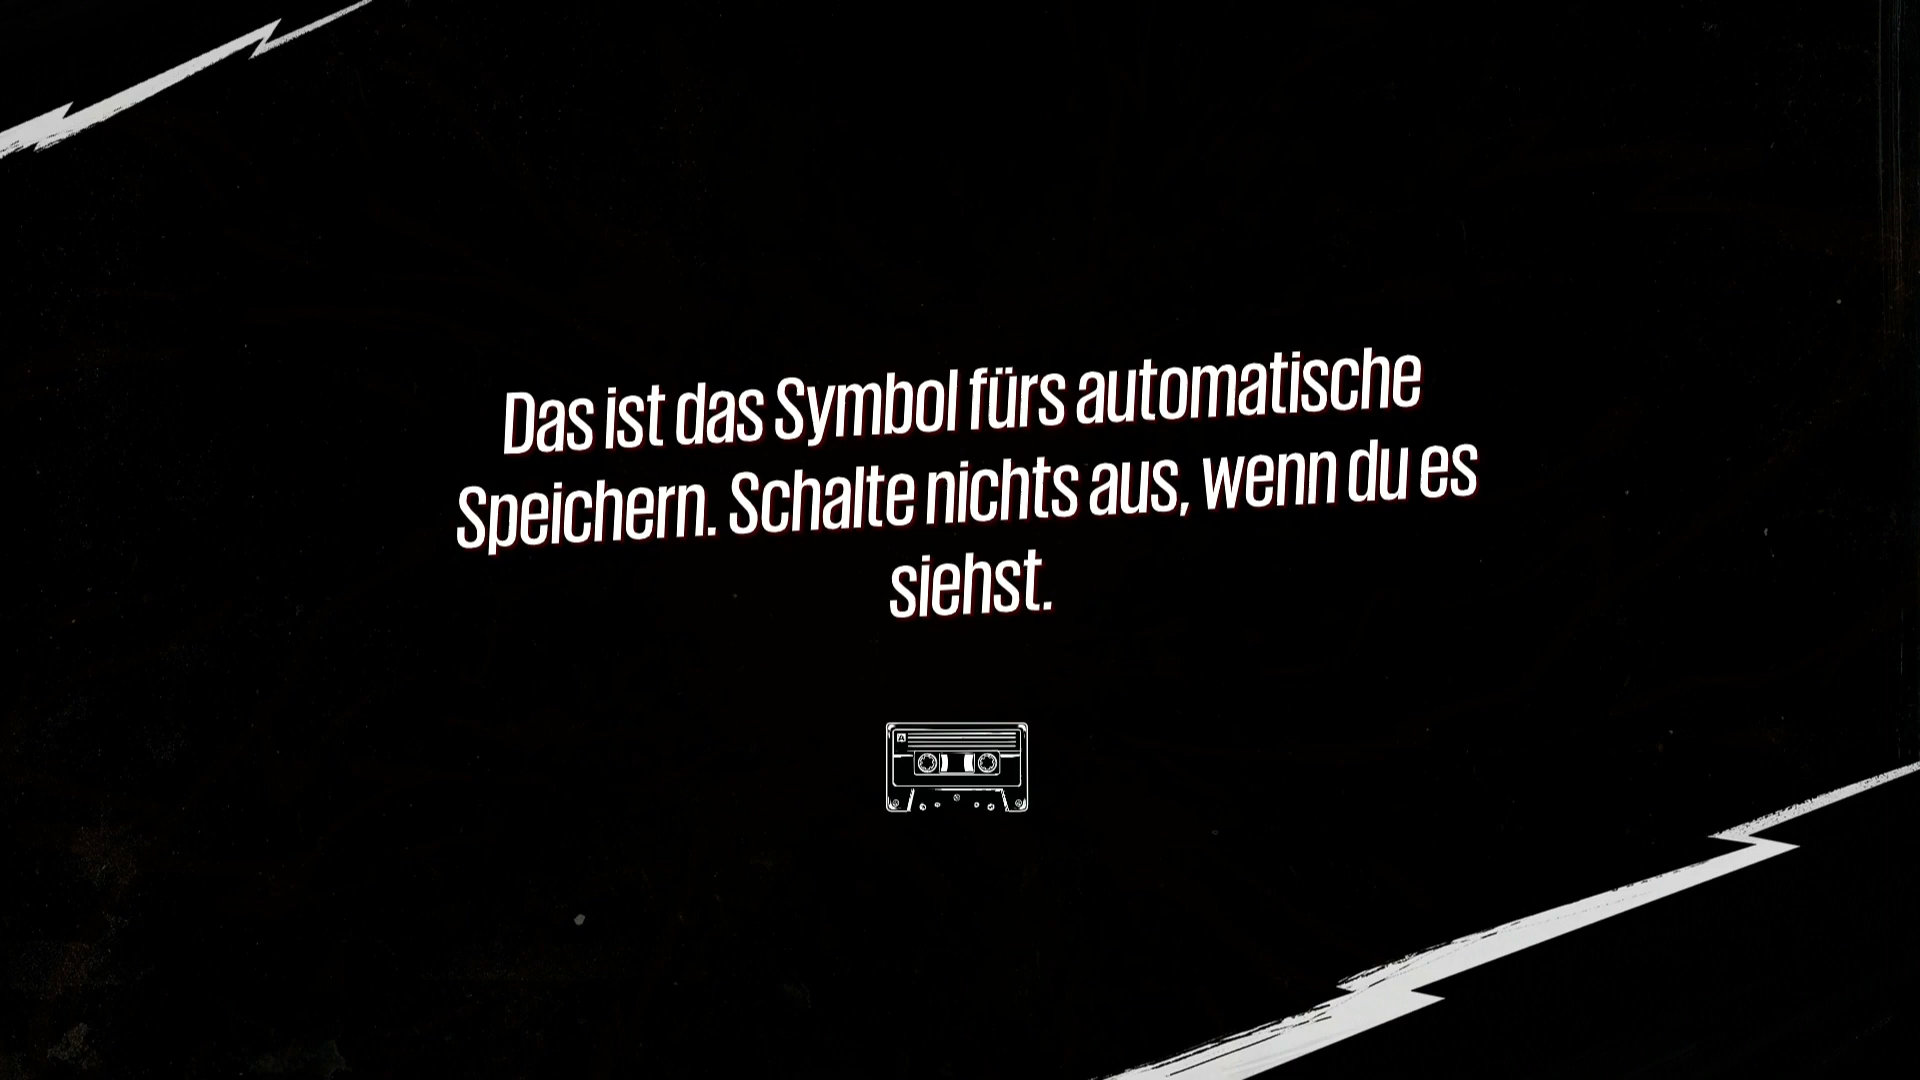 Das ist das Symbol fürs automatische
Speichern. Schalte nichts aus, wenn du es
siehst.
A